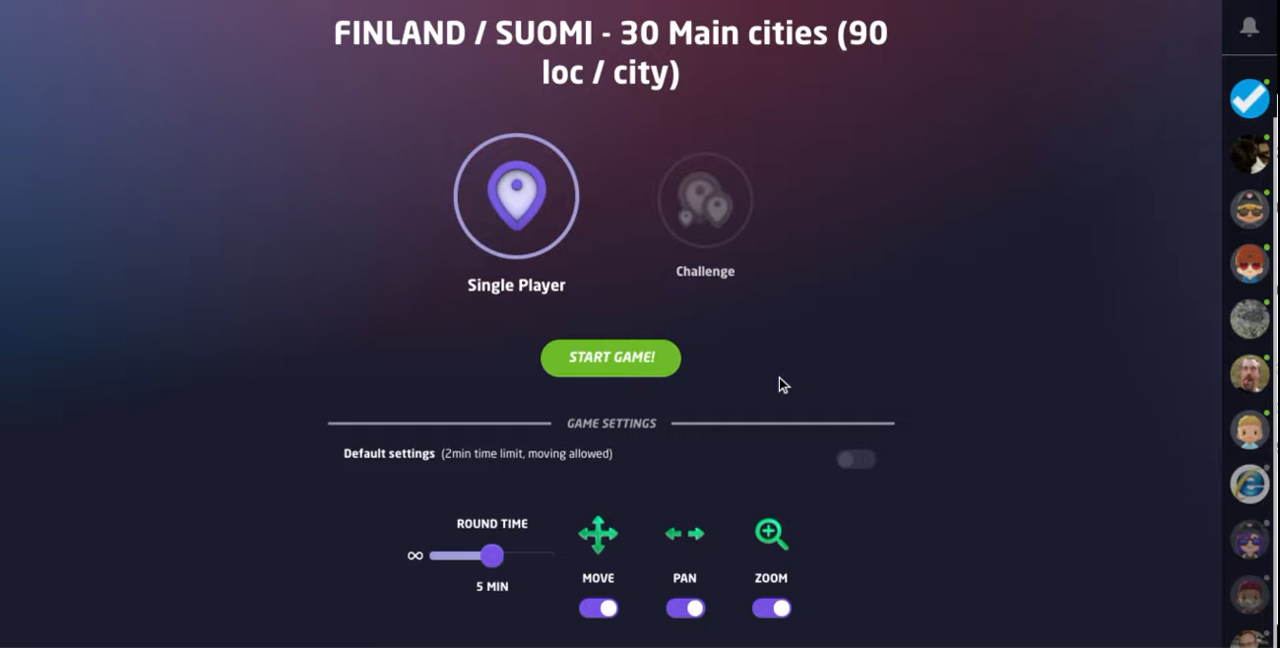 FINLAND / SUOMI - 30 Main cities (90
loc / city)
Single Player
Challenge
START GAME!
GAME SETTINGS
Default settings (2min time limit, moving allowed)
ROUND TIME
∞
5 MIN
MOVE
PAN
ZOOM